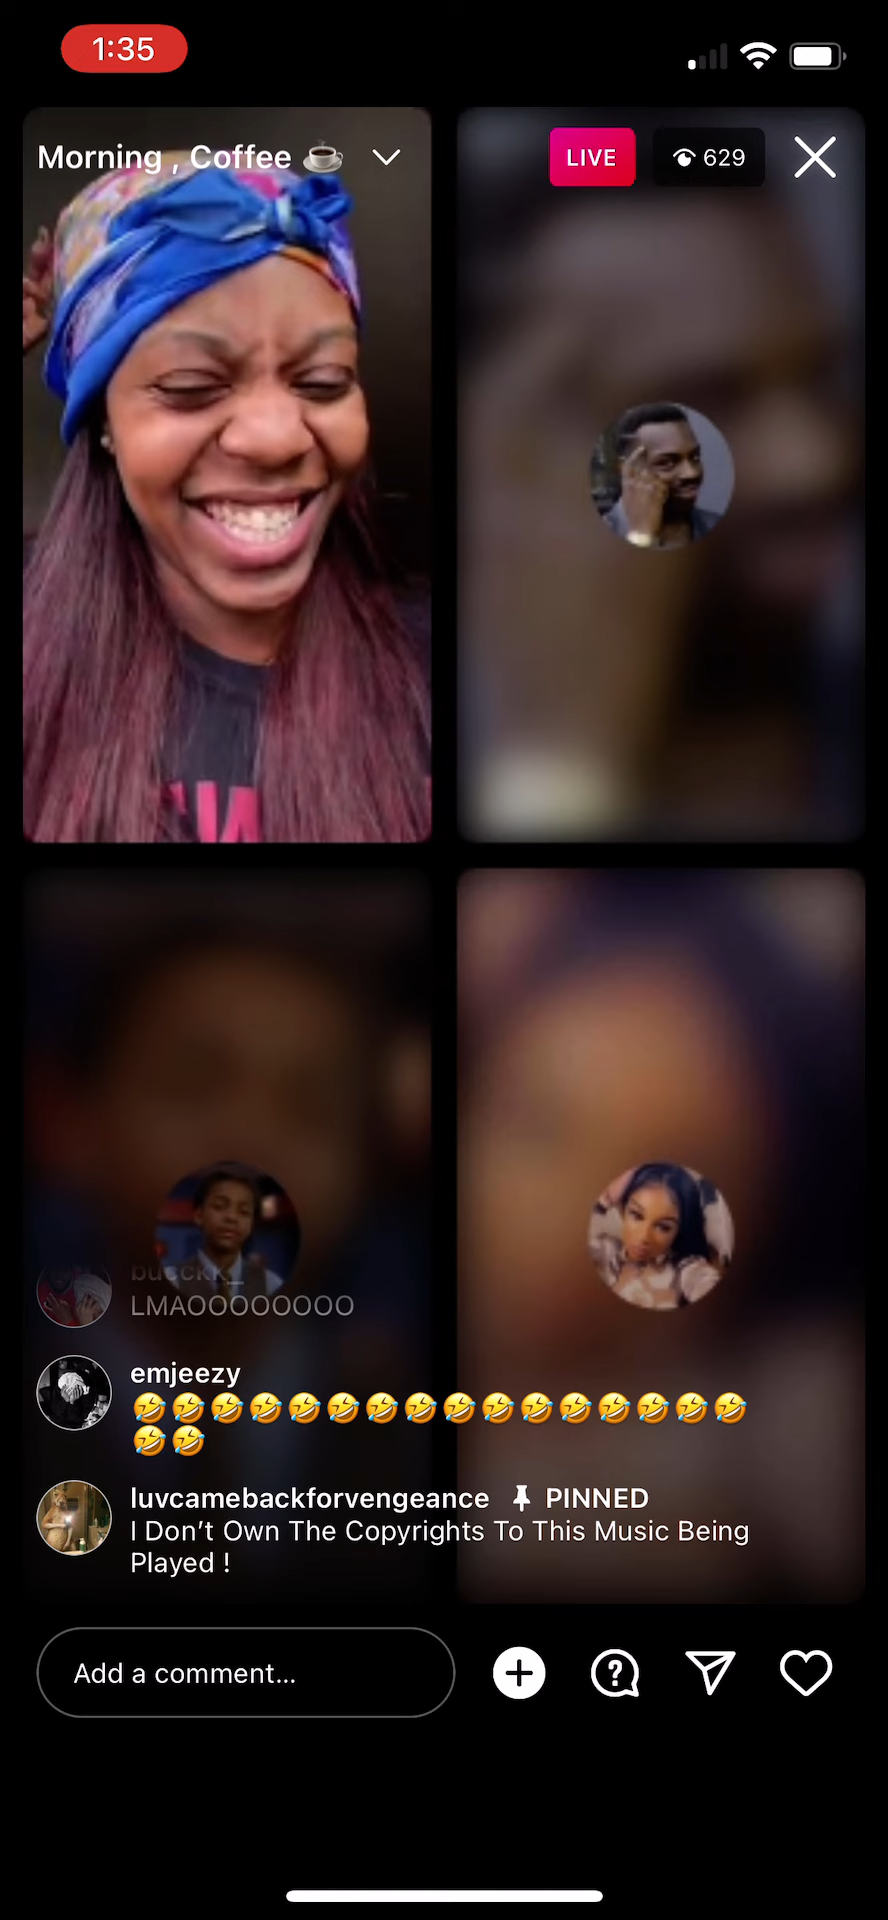 1:35
Morning , Coffee ☕
LIVE
629
bucckk_
LMAOOOOOOOO
emjeezy
🤣🤣🤣🤣🤣🤣🤣🤣🤣🤣🤣🤣🤣🤣🤣🤣
🤣🤣
luvcamebackforvengeance PINNED
I Don’t Own The Copyrights To This Music Being
Played !
Add a comment...